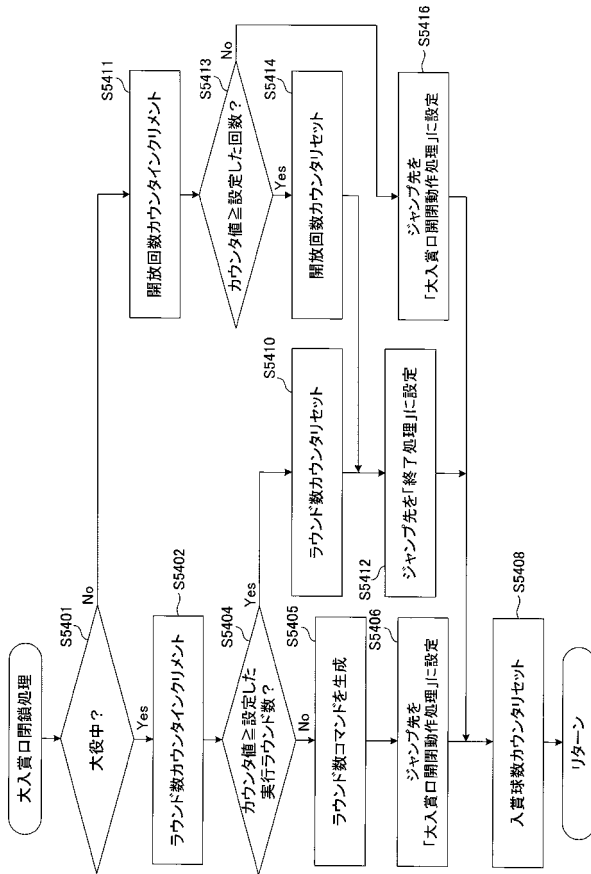 大入賞口閉鎖処理
S5401
大役中？
No
Yes
S5402
ラウンド数カウンタインクリメント
S5404
カウンタ値≧設定した
実行ラウンド数？
Yes
No
S5405
ラウンド数コマンドを生成
S5406
ジャンプ先を
「大入賞口開閉動作処理」に設定
S5410
ラウンド数カウンタリセット
S5412
ジャンプ先を「終了処理」に設定
S5411
開放回数カウンタインクリメント
S5413
カウンタ値≧設定した回数？
No
Yes
S5414
開放回数カウンタリセット
S5416
ジャンプ先を
「大入賞口開閉動作処理」に設定
S5408
入賞球数カウンタリセット
リターン